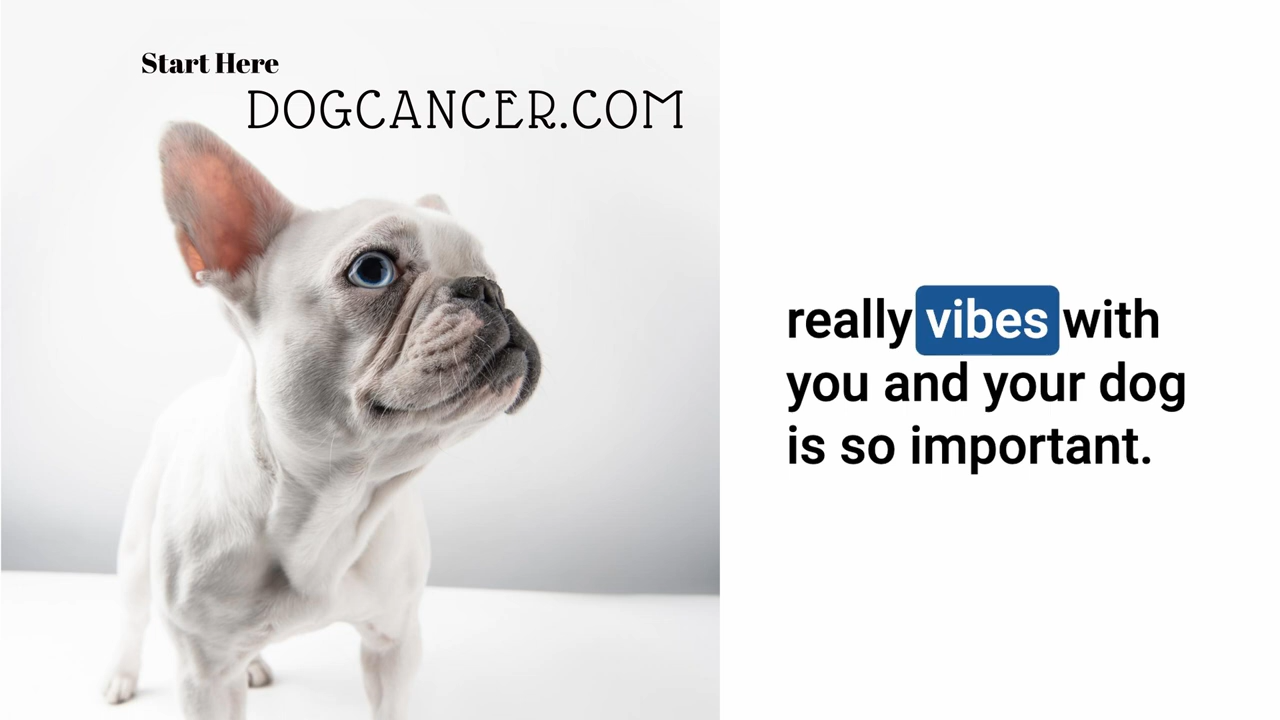 Start Here
DOGCANCER.COM
really vibes with
you and your dog
is so important.